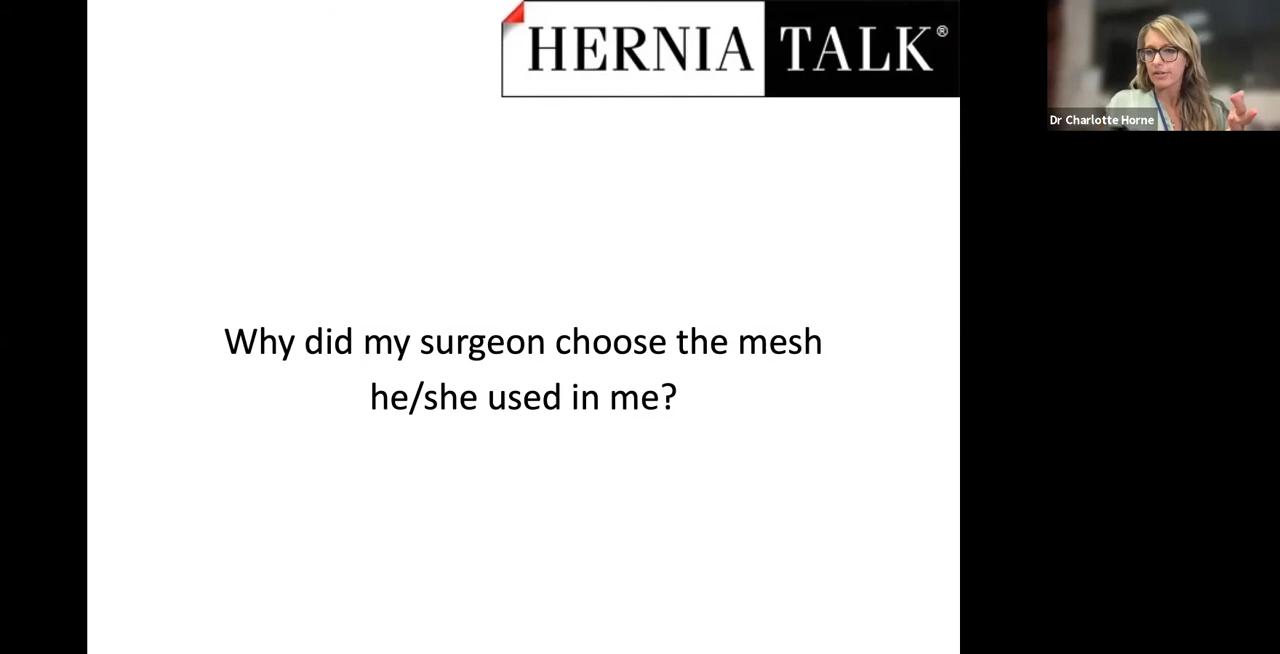 HERNIA TALK®
Dr Charlotte Horne
Why did my surgeon choose the mesh
he/she used in me?